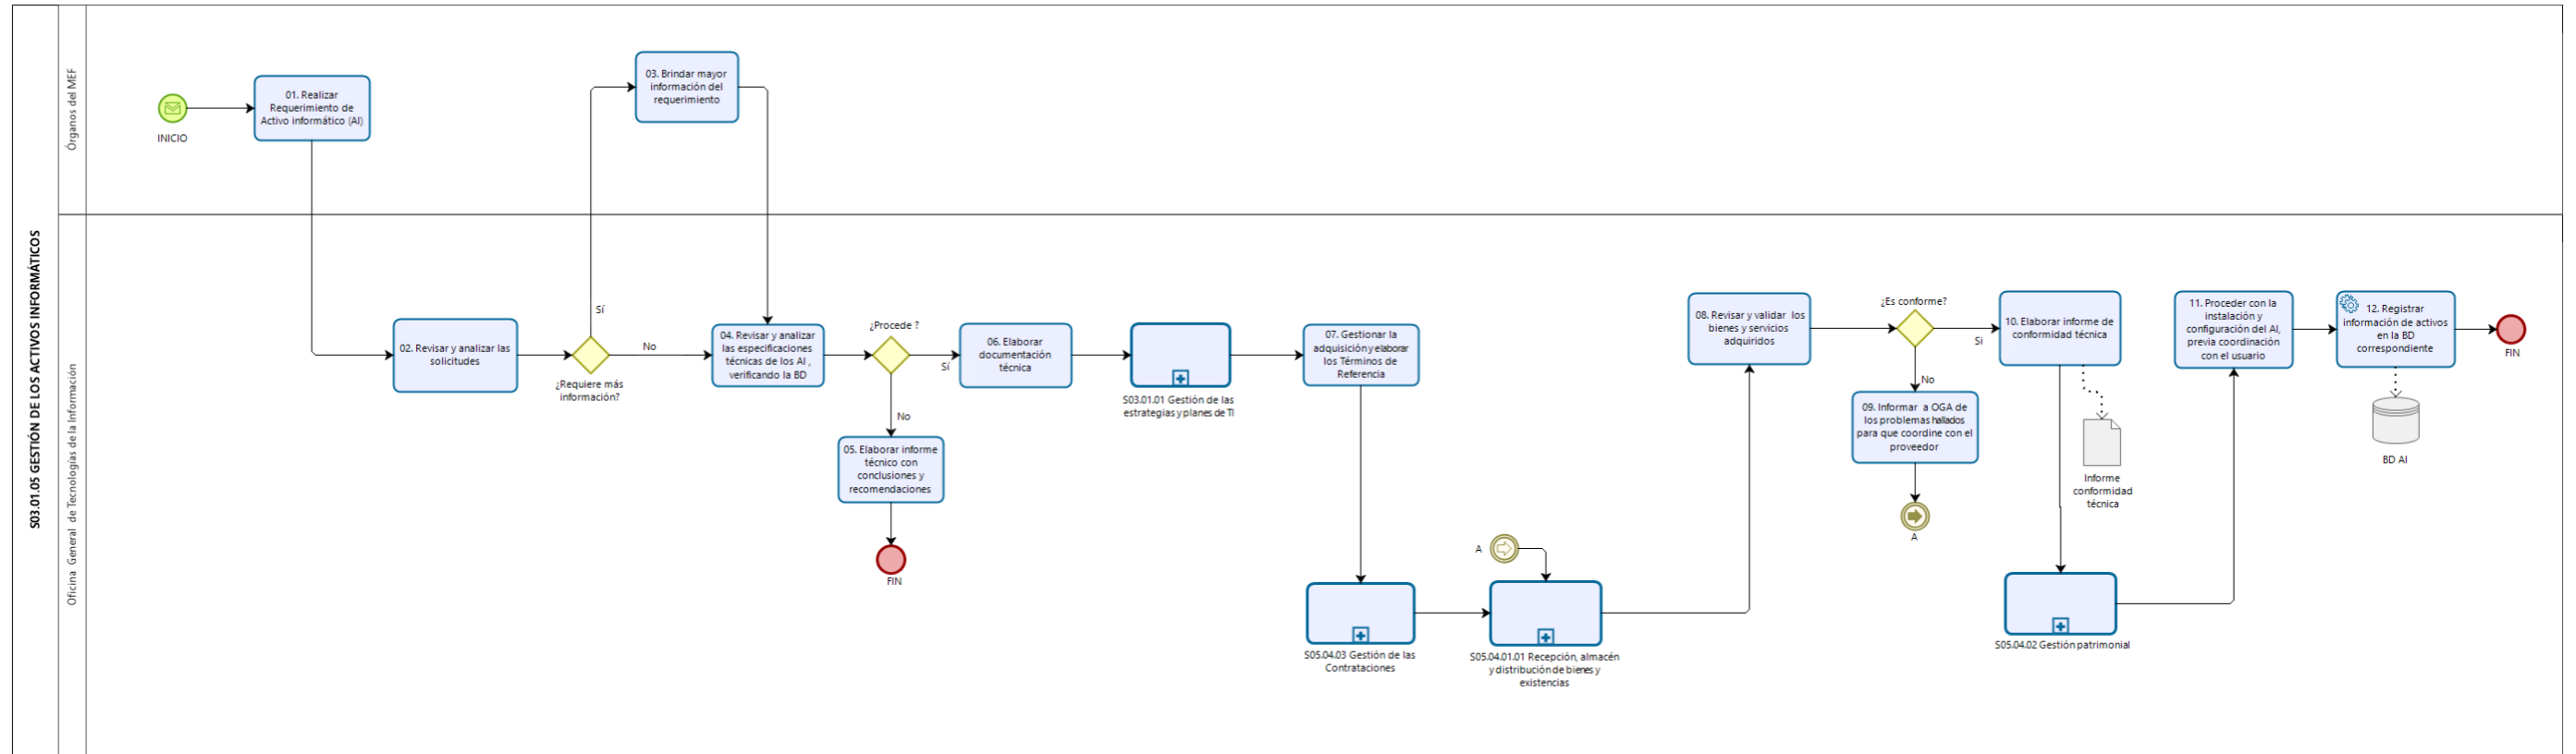 S03.01.05 GESTIÓN DE LOS ACTIVOS INFORMÁTICOS
Órganos del MEF
INICIO
01. Realizar
Requerimiento de
Activo informático (AI)
03. Brindar mayor
información del
requerimiento
Oficina General de Tecnologías de la Información
02. Revisar y analizar las
solicitudes
Sí
No
¿Requiere más
información?
04. Revisar y analizar
las especificaciones
técnicas de los AI ,
verificando la BD
¿Procede ?
Sí
No
05. Elaborar informe
técnico con
conclusiones y
recomendaciones
FIN
06. Elaborar
documentación
técnica
S03.01.01 Gestión de las
estrategias y planes de TI
07. Gestionar la
adquisición y elaborar
los Términos de
Referencia
S05.04.03 Gestión de las
Contrataciones
A
S05.04.01.01 Recepción, almacén
y distribución de bienes y
existencias
08. Revisar y validar los
bienes y servicios
adquiridos
¿Es conforme?
Si
No
09. Informar a OGA de
los problemas hallados
para que coordine con el
proveedor
A
10. Elaborar informe de
conformidad técnica
Informe
conformidad
técnica
S05.04.02 Gestión patrimonial
11. Proceder con la
instalación y
configuración del AI,
previa coordinación
con el usuario
12. Registrar
información de activos
en la BD
correspondiente
BD AI
FIN